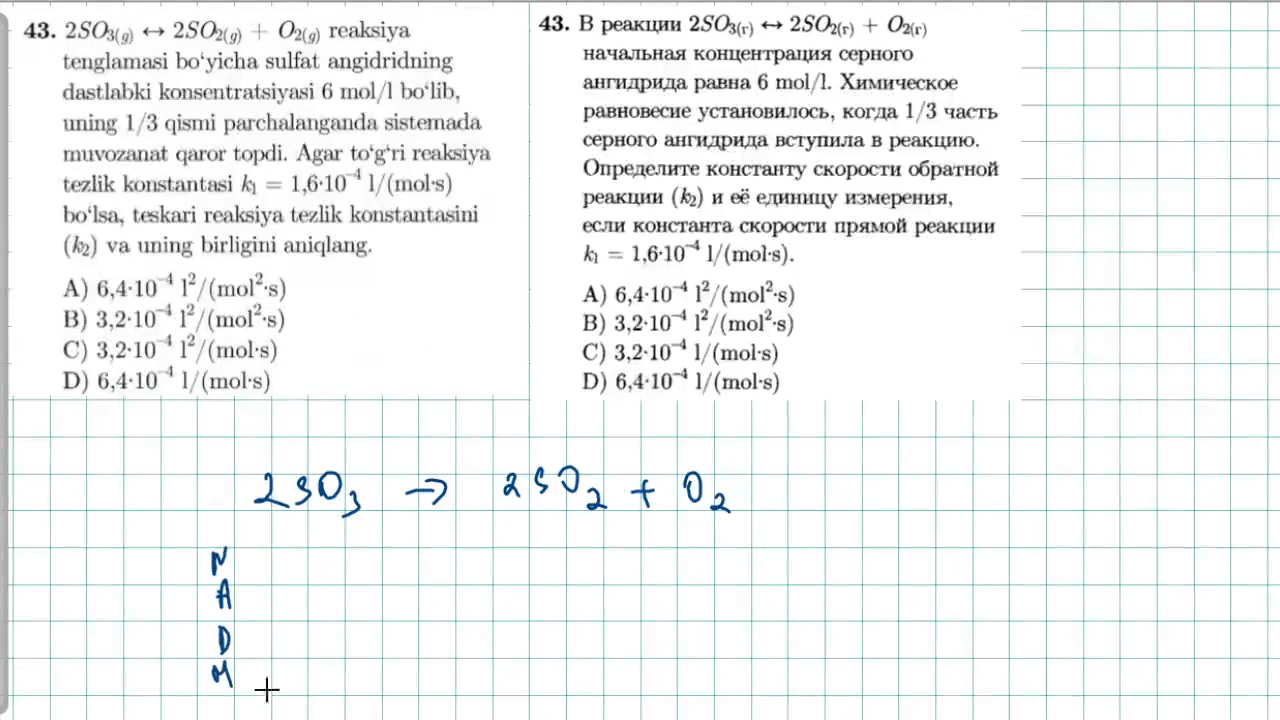 43. 2SO₃₍g₎ ↔ 2SO₂₍g₎ + O₂₍g₎ reaksiya
tenglamasi bo‘yicha sulfat angidridning
dastlabki konsentratsiyasi 6 mol/l bo‘lib,
uning 1/3 qismi parchalanganda sistemada
muvozanat qaror topdi. Agar to‘g‘ri reaksiya
tezlik konstantasi k₁ = 1,6·10⁻⁴ l/(mol·s)
bo‘lsa, teskari reaksiya tezlik konstantasini
(k₂) va uning birligini aniqlang.
A) 6,4·10⁻⁴ l²/(mol²·s)
B) 3,2·10⁻⁴ l²/(mol²·s)
C) 3,2·10⁻⁴ l/(mol·s)
D) 6,4·10⁻⁴ l/(mol·s)
43. В реакции 2SO₃₍г₎ ↔ 2SO₂₍г₎ + O₂₍г₎
начальная концентрация серного
ангидрида равна 6 mol/l. Химическое
равновесие установилось, когда 1/3 часть
серного ангидрида вступила в реакцию.
Определите константу скорости обратной
реакции (k₂) и её единицу измерения,
если константа скорости прямой реакции
k₁ = 1,6·10⁻⁴ l/(mol·s).
A) 6,4·10⁻⁴ l²/(mol²·s)
B) 3,2·10⁻⁴ l²/(mol²·s)
C) 3,2·10⁻⁴ l/(mol·s)
D) 6,4·10⁻⁴ l/(mol·s)
2SO₃ → 2SO₂ + O₂
N
A
D
M